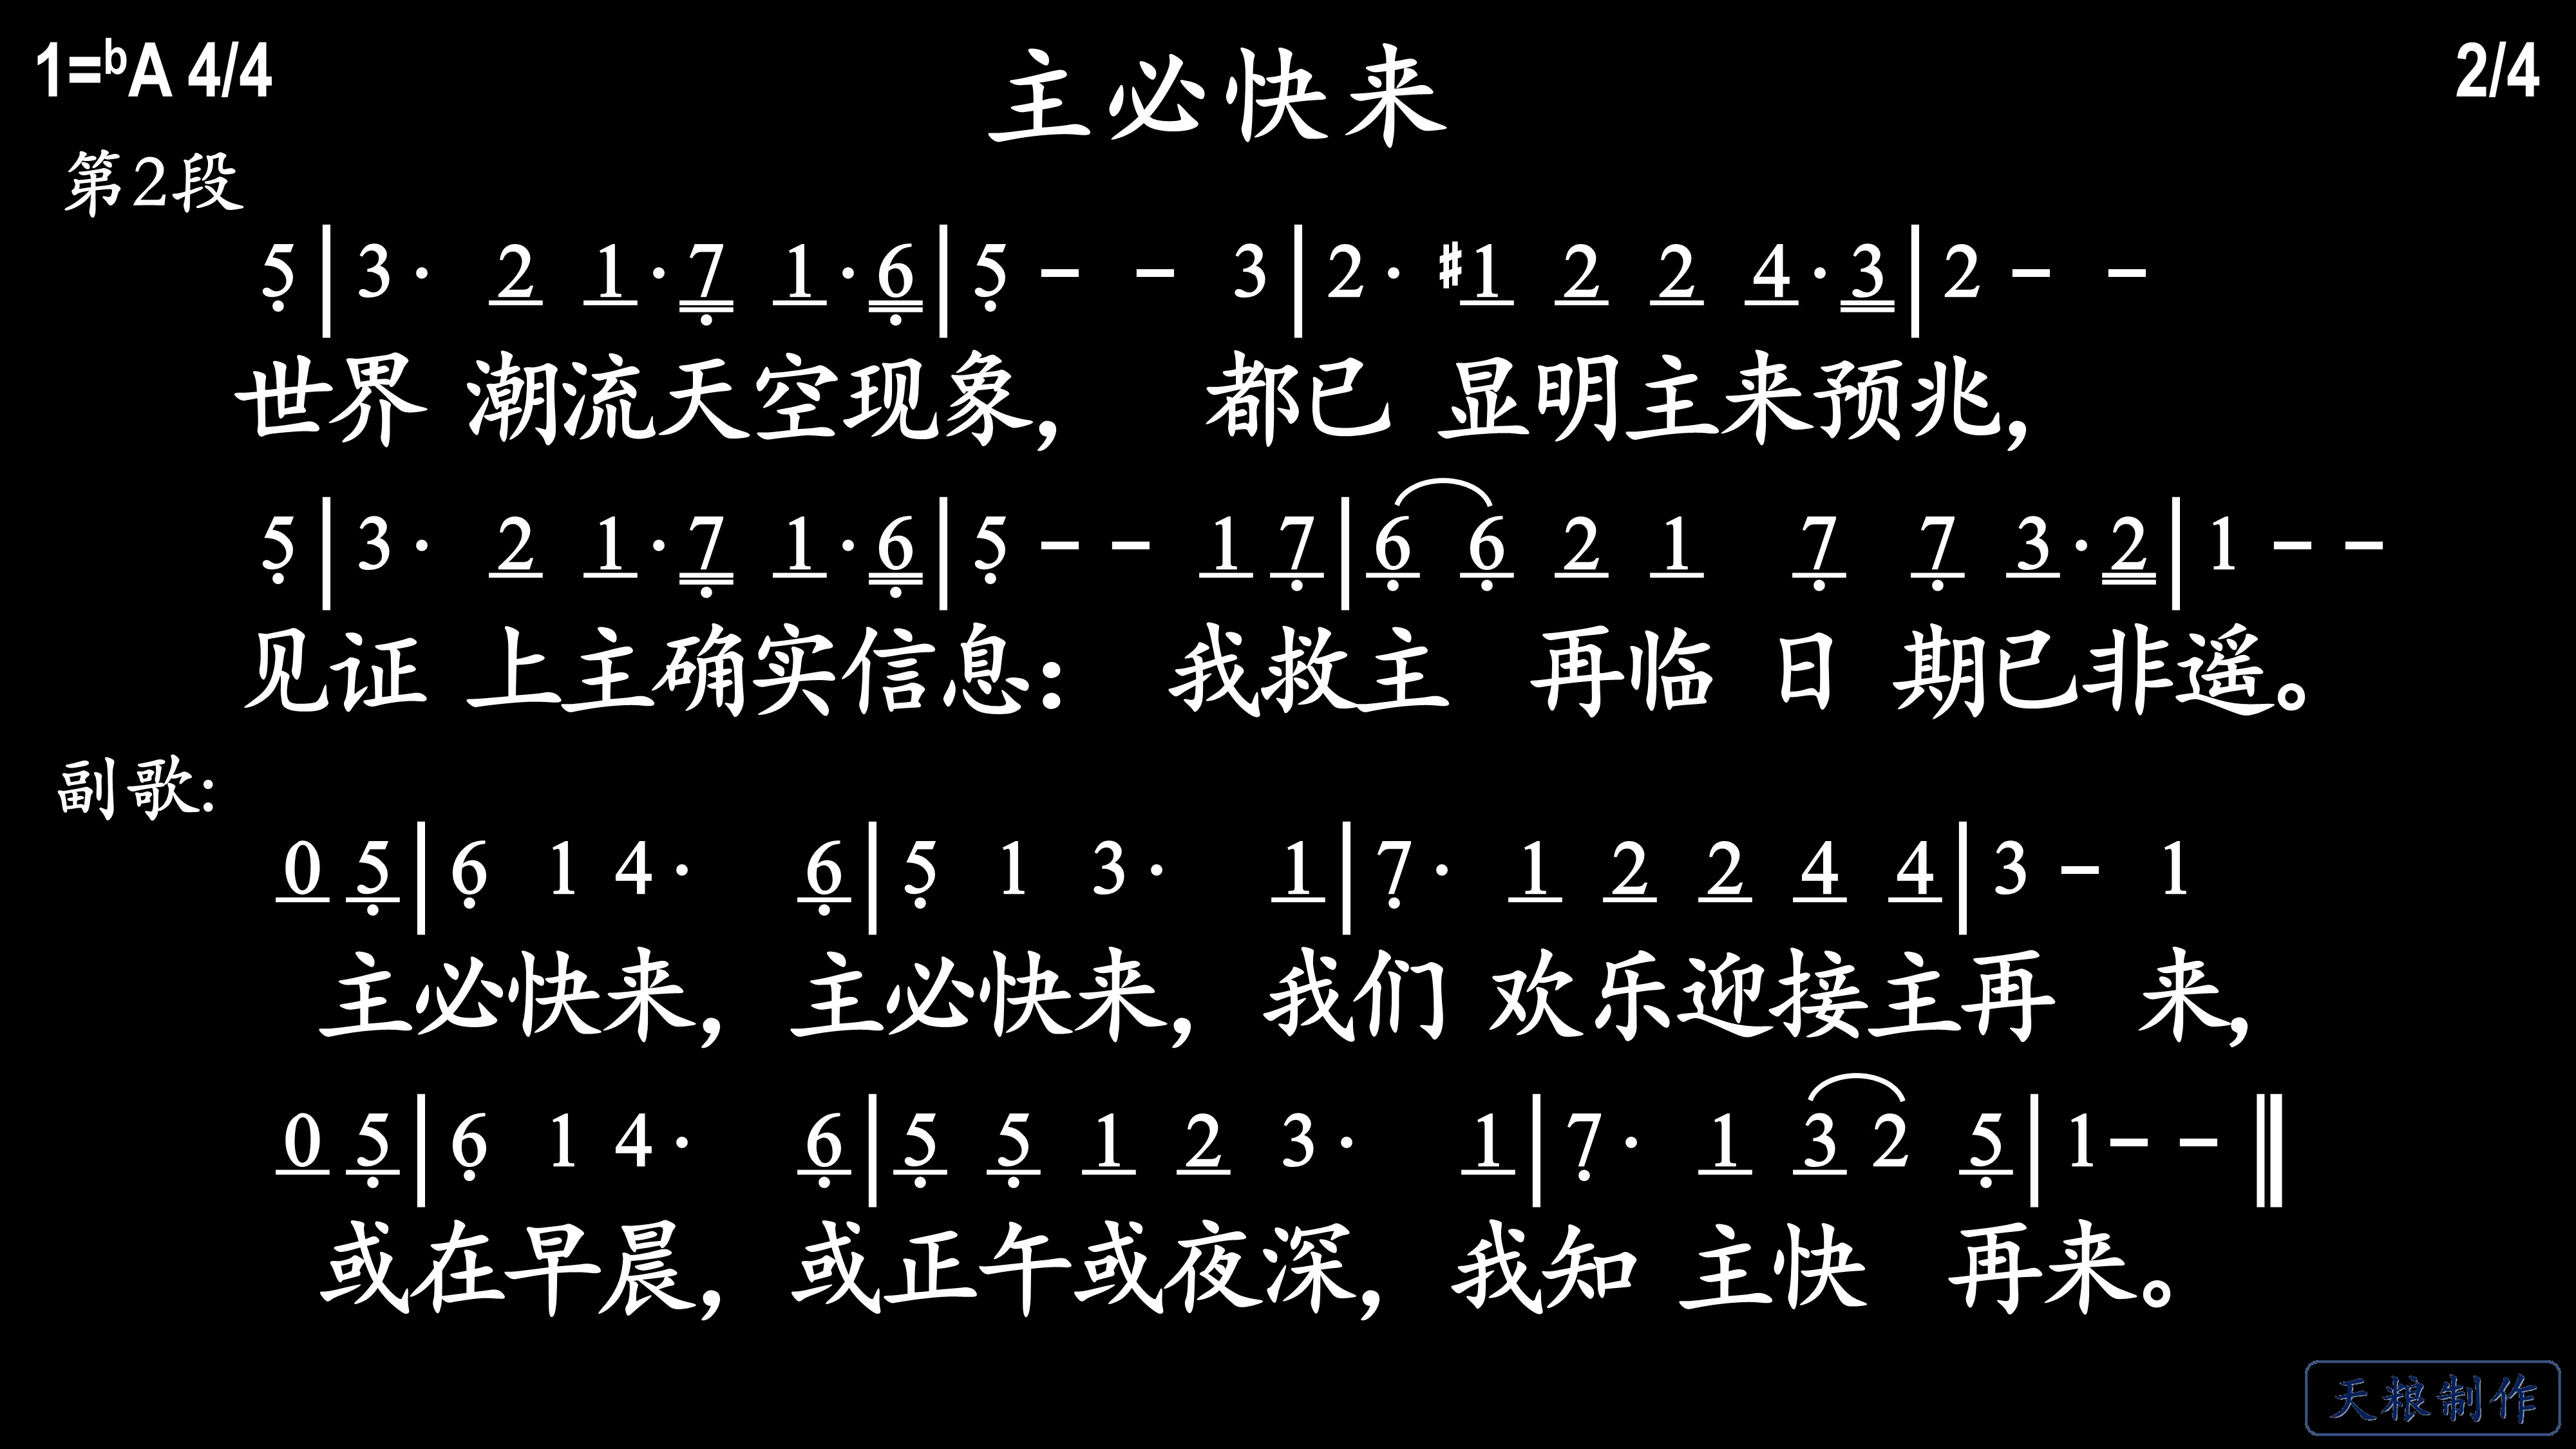 1=ᵇA 4/4 主必快来 2/4
第2段
5̣ | 3 · 2 1 · 7̣ 1 · 6̣ | 5̣ – – 3 | 2 · #1 2 2 4 · 3 | 2 – –
世界 潮流天空现象， 都已 显明主来预兆，
5̣ | 3 · 2 1 · 7̣ 1 · 6̣ | 5̣ – – 1 7̣ | 6̣ 6̣ 2 1 7̣ 7̣ 3 · 2 | 1 – –
见证 上主确实信息： 我救主 再临 日 期已非遥。
副歌:
0 5̣ | 6̣ 1 4 · 6̣ | 5̣ 1 3 · 1 | 7̣ · 1 2 2 4 4 | 3 – 1
主必快来，主必快来，我们 欢乐迎接主再 来，
0 5̣ | 6̣ 1 4 · 6̣ | 5̣ 5̣ 1 2 3 · 1 | 7̣ · 1 3 2 5̣ | 1 – – ‖
或在早晨，或正午或夜深，我知 主快 再来。
天粮制作